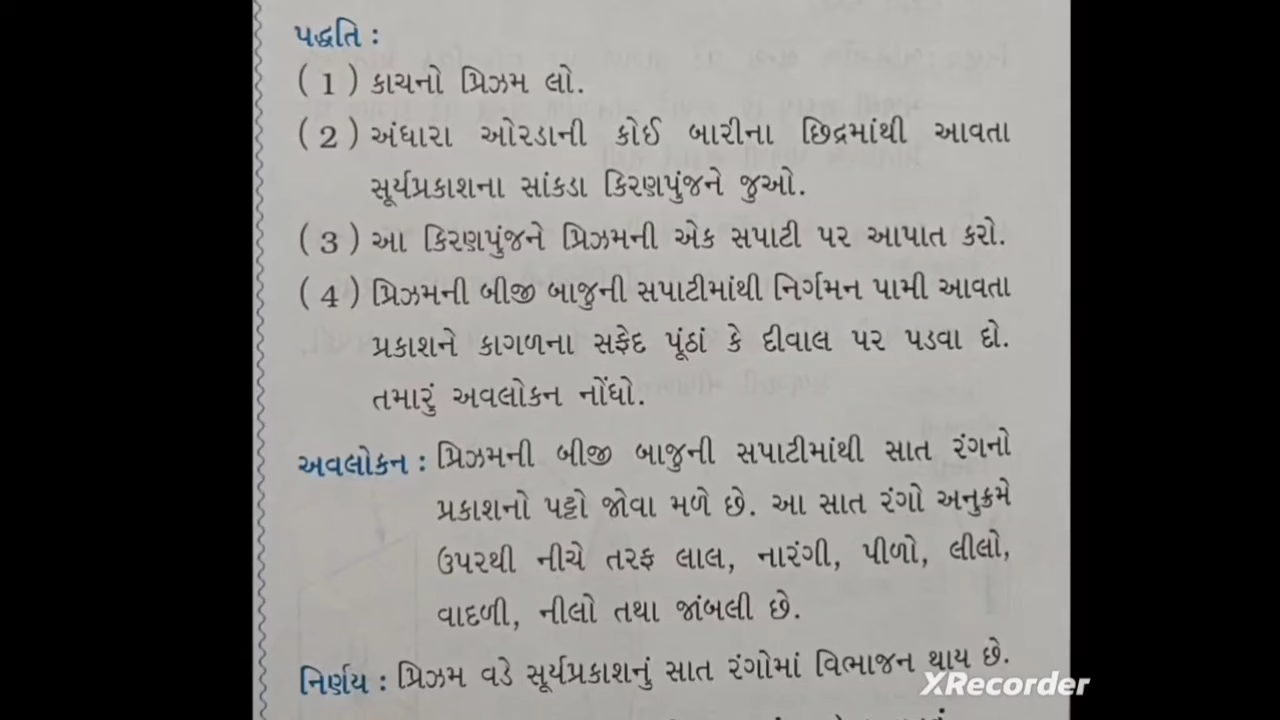 પદ્ધતિ :
( 1 ) કાચનો પ્રિઝમ લો.
( 2 ) અંધારા ઓરડાની કોઈ બારીના છિદ્રમાંથી આવતા
સૂર્યપ્રકાશના સાંકડા કિરણપુંજને જુઓ.
( 3 ) આ કિરણપુંજને પ્રિઝમની એક સપાટી પર આપાત કરો.
( 4 ) પ્રિઝમની બીજી બાજુની સપાટીમાંથી નિર્ગમન પામી આવતા
પ્રકાશને કાગળના સફેદ પૂંઠાં કે દીવાલ પર પડવા દો.
તમારું અવલોકન નોંધો.
અવલોકન : પ્રિઝમની બીજી બાજુની સપાટીમાંથી સાત રંગનો
પ્રકાશનો પટ્ટો જોવા મળે છે. આ સાત રંગો અનુક્રમે
ઉપરથી નીચે તરફ લાલ, નારંગી, પીળો, લીલો,
વાદળી, નીલો તથા જાંબલી છે.
નિર્ણય : પ્રિઝમ વડે સૂર્યપ્રકાશનું સાત રંગોમાં વિભાજન થાય છે.
XRecorder